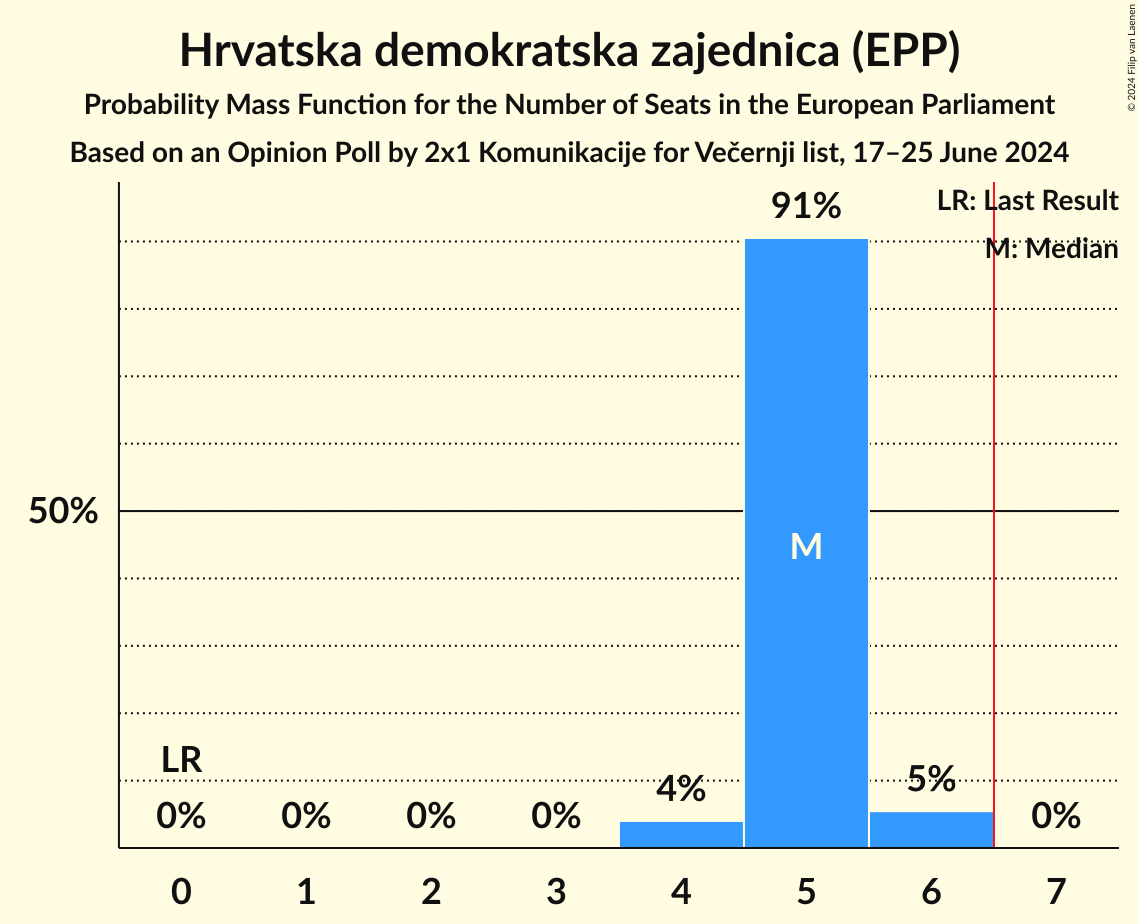 Hrvatska demokratska zajednica (EPP)
Probability Mass Function for the Number of Seats in the European Parliament
Based on an Opinion Poll by 2x1 Komunikacije for Večernji list, 17–25 June 2024
© 2024 Filip van Laenen
LR: Last Result
M: Median
91%
50%
M
LR
0% 0% 0% 0% 4% 5% 0%
0 1 2 3 4 5 6 7